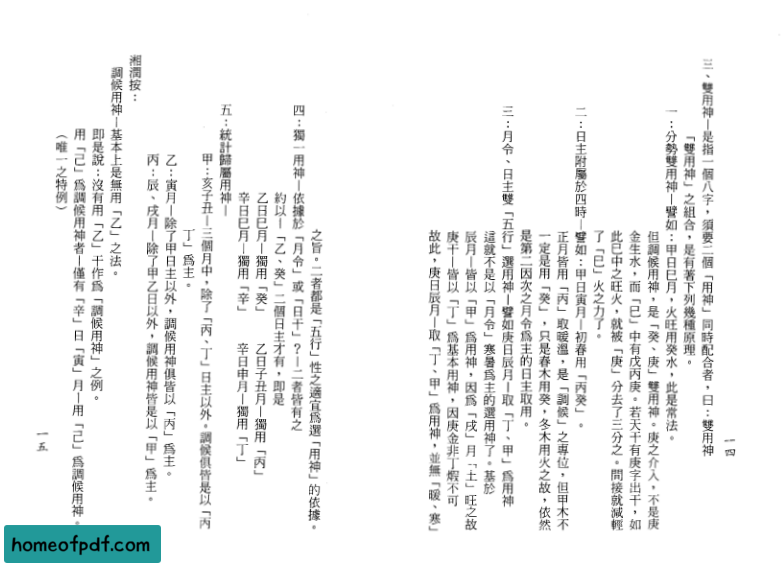 三、雙用神—是指一個八字，須要二個「用神」同時配合者，曰：雙用神
「雙用神」之組合，是有著下列幾種原理。
一：分勢雙用神—譬如：甲日巳月，火旺用癸水，此是常法。
但調候用神，是「癸、庚」雙用神。庚之介入，不是庚
金生水，而「巳」中有戊丙庚。若天干有庚字出干，如
此巳中之旺火，就被「庚」分去了三分之。間接就減輕
了「巳」火之力了。
二：日主附屬於四時—譬如：甲日寅月—初春用「丙癸」。
正月皆用「丙」取暖溫，是「調候」之專位，但甲木不
一定是用「癸」，只是春木用癸，冬木用火之故，依然
是第二因次之月令為主的日主取用。
三：月令、日主雙「五行」選用神—譬如庚日辰月—取「丁、甲」爲用神
這就不是以「月令」寒暑爲主的選用神了。基於
辰月—皆以「甲」爲用神，因爲「戌」月「土」旺之故
庚干—皆以「丁」爲基本用神，因庚金非丁煆不可
故此，庚日辰月—取「丁、甲」爲用神，並無「暖、寒」
一四
之旨。二者都是「五行」性之適宜爲選「用神」的依據。
四：獨一用神—依據於「月令」或「日干」？—二者皆有之
約以—「乙、癸」二個日主才有，即是
乙日巳月—獨用「癸」　乙日子丑月—獨用「丙」
辛日巳月—獨用「辛」　辛日申月—獨用「丁」
五：統計歸屬用神—
甲：亥子丑—三個月中，除了「丙、丁」日主以外。調候俱皆是以「丙
丁」爲主。
乙：寅月—除了甲日主以外，調候用神俱皆以「丙」爲主。
丙：辰、戌月—除了甲乙日以外，調候用神皆是以「甲」爲主。
湘潤按：
調候用神—基本上是無用「乙」之法。
即是說：沒有用「乙」干作爲「調候用神」之例。
用「己」爲調候用神者—僅有「辛」日「寅」月—用「己」爲調候用神。
（唯一之特例）
一五
homeofpdf.com